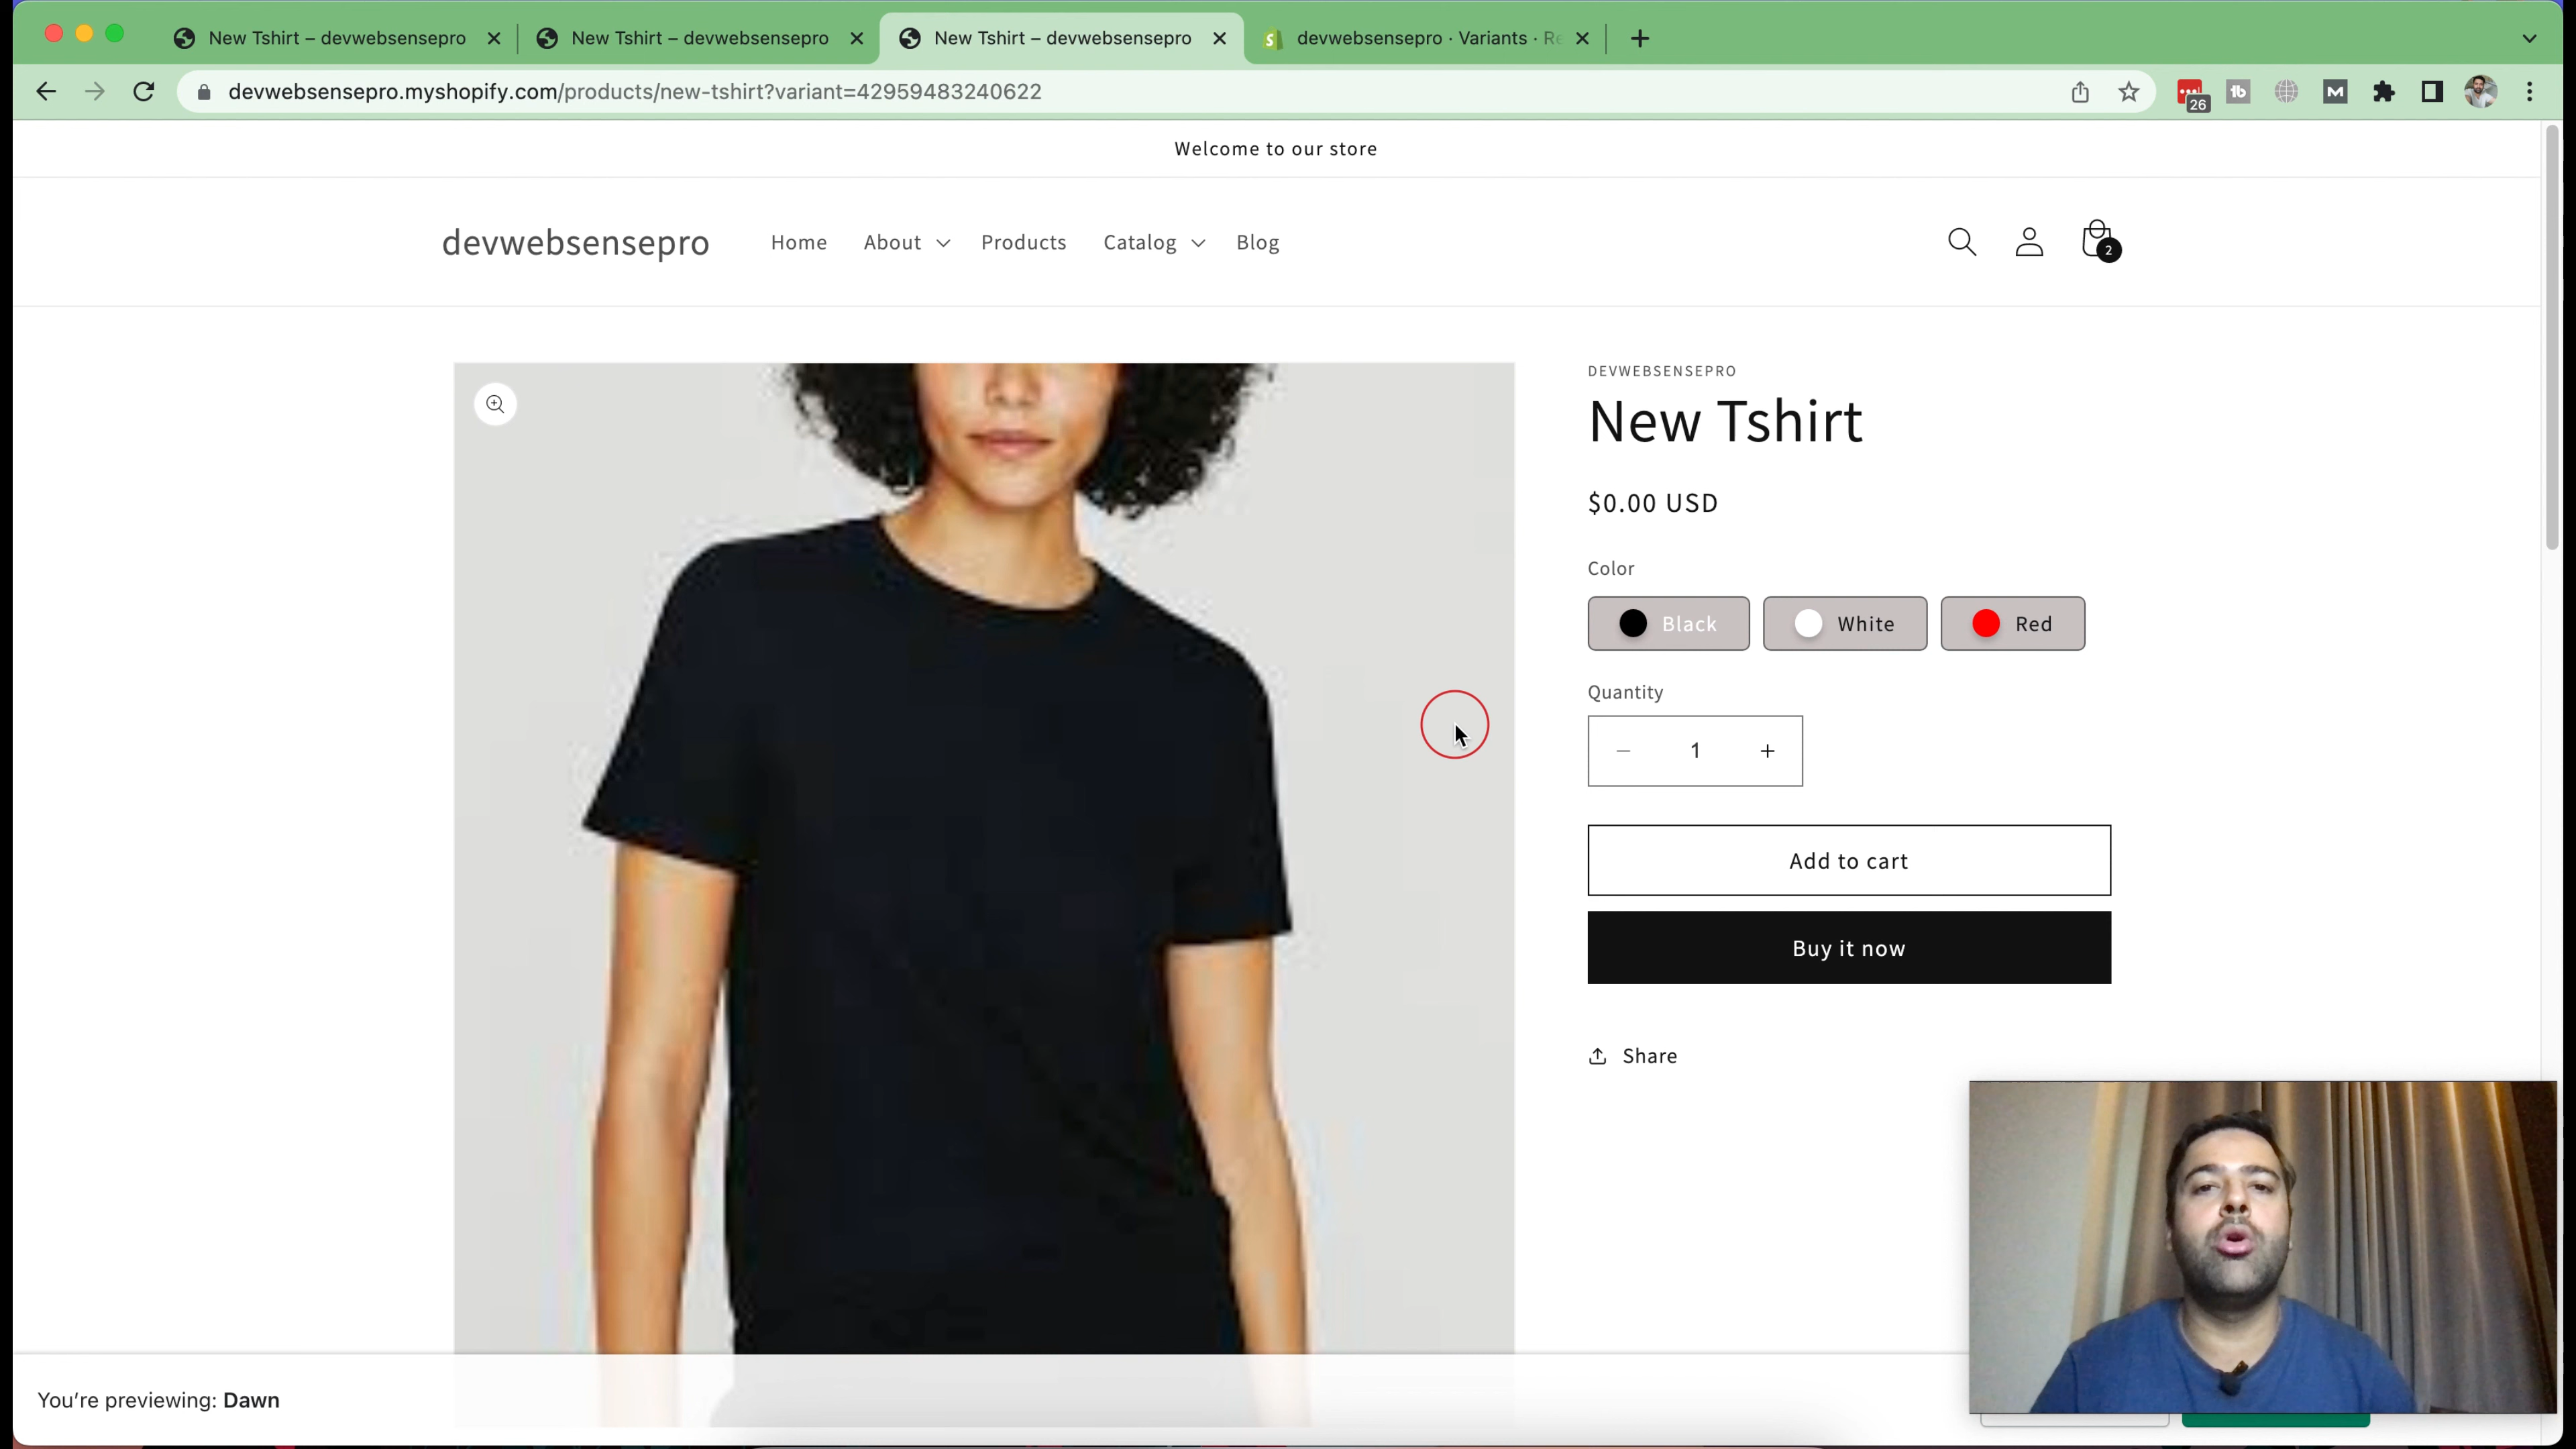 New Tshirt – devwebsensepro
New Tshirt – devwebsensepro
New Tshirt – devwebsensepro
devwebsensepro · Variants · Re
devwebsensepro.myshopify.com/products/new-tshirt?variant=42959483240622
26
Welcome to our store
devwebsensepro
Home
About
Products
Catalog
Blog
2
DEVWEBSENSEPRO
New Tshirt
$0.00 USD
Color
Black
White
Red
Quantity
1
Add to cart
Buy it now
Share
You're previewing: Dawn